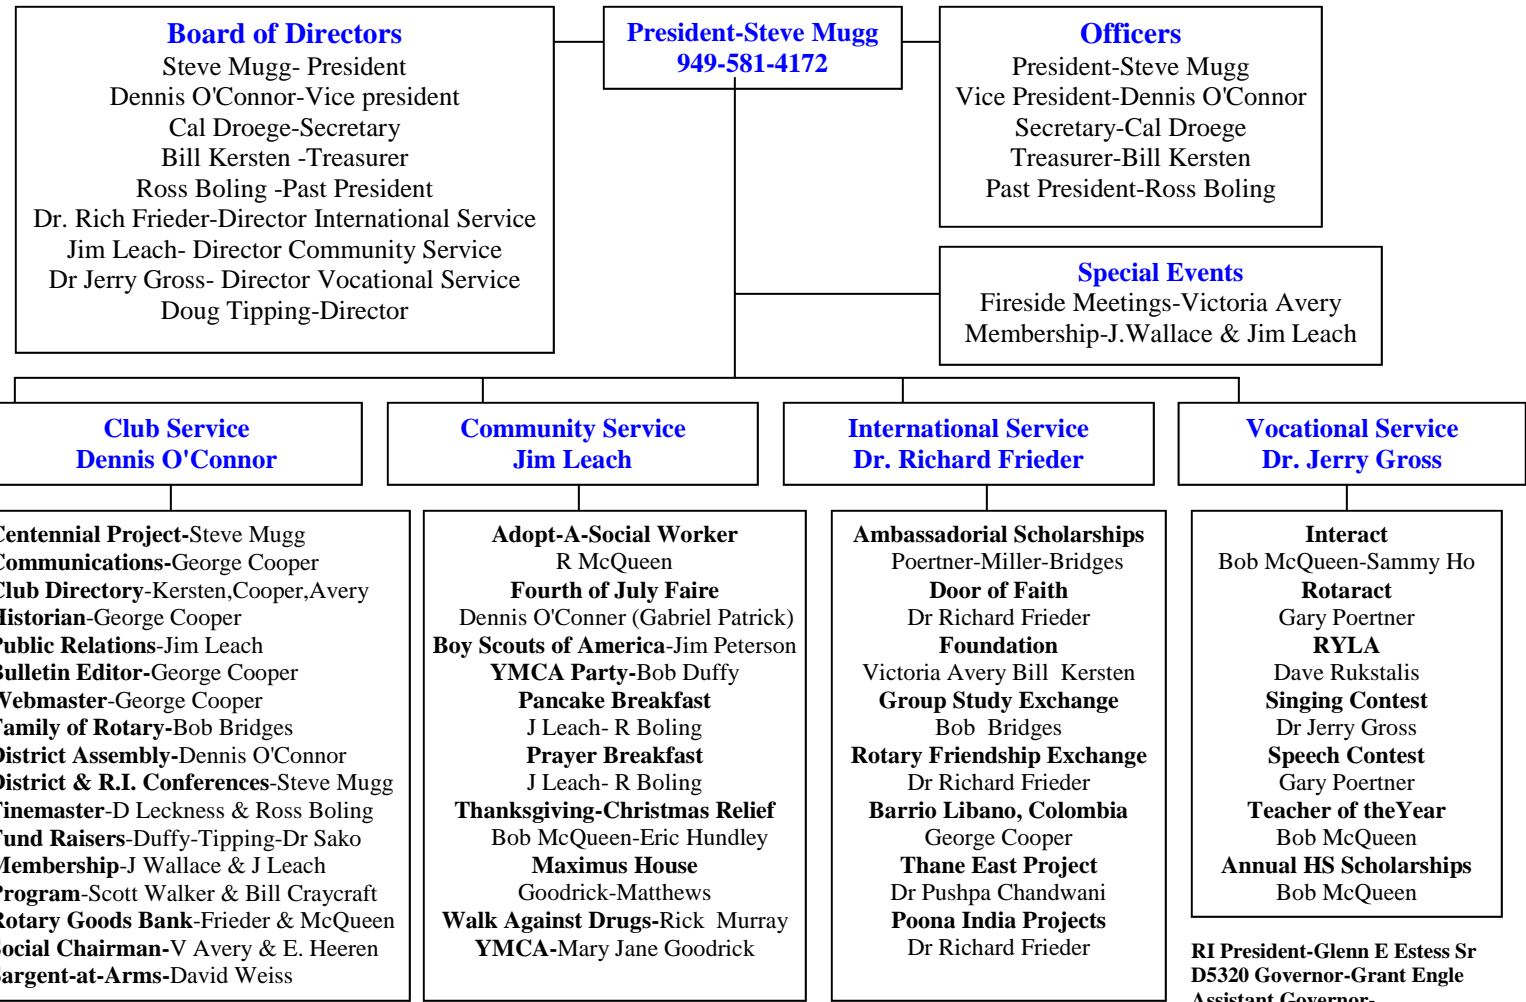 Board of Directors
Steve Mugg- President
Dennis O'Connor-Vice president
Cal Droege-Secretary
Bill Kersten -Treasurer
Ross Boling -Past President
Dr. Rich Frieder-Director International Service
Jim Leach- Director Community Service
Dr Jerry Gross- Director Vocational Service
Doug Tipping-Director
President-Steve Mugg
949-581-4172
Officers
President-Steve Mugg
Vice President-Dennis O'Connor
Secretary-Cal Droege
Treasurer-Bill Kersten
Past President-Ross Boling
Special Events
Fireside Meetings-Victoria Avery
Membership-J.Wallace & Jim Leach
Club Service
Dennis O'Connor
Centennial Project-Steve Mugg
Communications-George Cooper
Club Directory-Kersten,Cooper,Avery
Historian-George Cooper
Public Relations-Jim Leach
Bulletin Editor-George Cooper
Webmaster-George Cooper
Family of Rotary-Bob Bridges
District Assembly-Dennis O'Connor
District & R.I. Conferences-Steve Mugg
Finemaster-D Leckness & Ross Boling
Fund Raisers-Duffy-Tipping-Dr Sako
Membership-J Wallace & J Leach
Program-Scott Walker & Bill Craycraft
Rotary Goods Bank-Frieder & McQueen
Social Chairman-V Avery & E. Heeren
Sargent-at-Arms-David Weiss
Community Service
Jim Leach
Adopt-A-Social Worker
R McQueen
Fourth of July Faire
Dennis O'Conner (Gabriel Patrick)
Boy Scouts of America-Jim Peterson
YMCA Party-Bob Duffy
Pancake Breakfast
J Leach- R Boling
Prayer Breakfast
J Leach- R Boling
Thanksgiving-Christmas Relief
Bob McQueen-Eric Hundley
Maximus House
Goodrick-Matthews
Walk Against Drugs-Rick Murray
YMCA-Mary Jane Goodrick
International Service
Dr. Richard Frieder
Ambassadorial Scholarships
Poertner-Miller-Bridges
Door of Faith
Dr Richard Frieder
Foundation
Victoria Avery Bill Kersten
Group Study Exchange
Bob Bridges
Rotary Friendship Exchange
Dr Richard Frieder
Barrio Libano, Colombia
George Cooper
Thane East Project
Dr Pushpa Chandwani
Poona India Projects
Dr Richard Frieder
Vocational Service
Dr. Jerry Gross
Interact
Bob McQueen-Sammy Ho
Rotaract
Gary Poertner
RYLA
Dave Rukstalis
Singing Contest
Dr Jerry Gross
Speech Contest
Gary Poertner
Teacher of theYear
Bob McQueen
Annual HS Scholarships
Bob McQueen
RI President-Glenn E Estess Sr
D5320 Governor-Grant Engle
Assistant Governor-